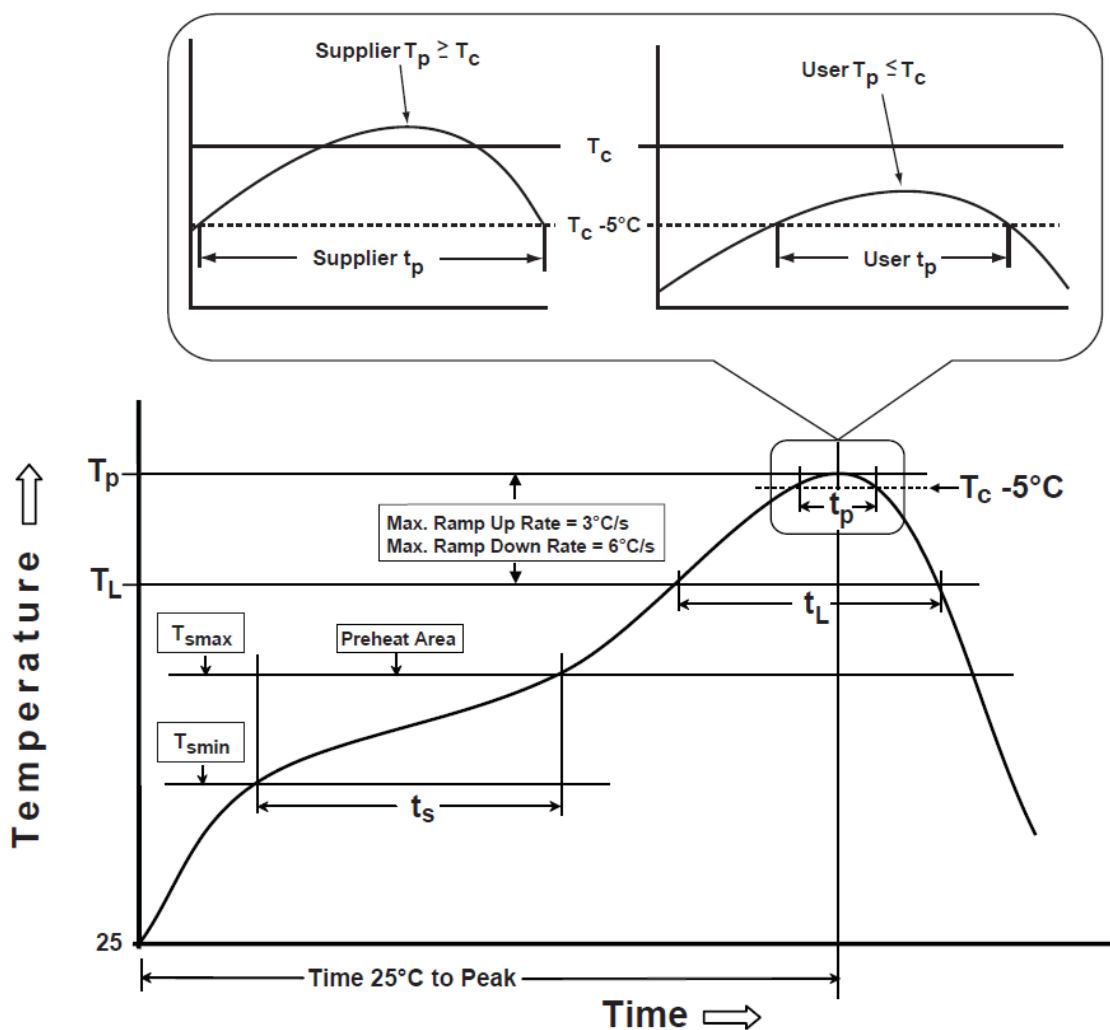 Supplier Tp ≥ Tc
User Tp ≤ Tc
Tc
Tc -5°C
Supplier tp
User tp
Tp
Tc -5°C
tp
Max. Ramp Up Rate = 3°C/s
Max. Ramp Down Rate = 6°C/s
TL
tL
Tsmax
Preheat Area
Tsmin
ts
Temperature
25
Time 25°C to Peak
Time